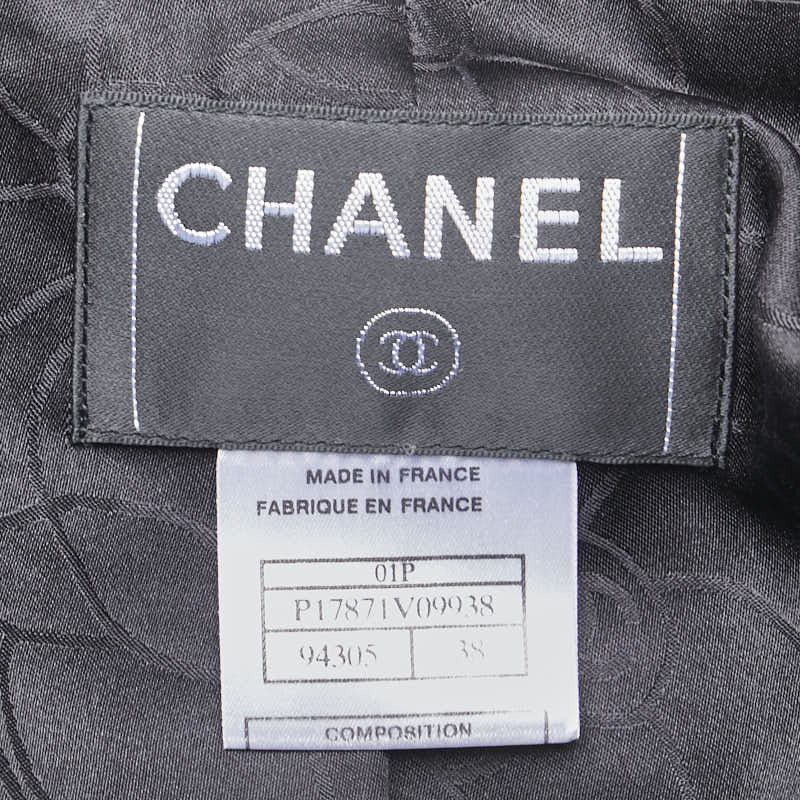 CHANEL
MADE IN FRANCE
FABRIQUE EN FRANCE
01P
P17871V09938
94305 38
COMPOSITION